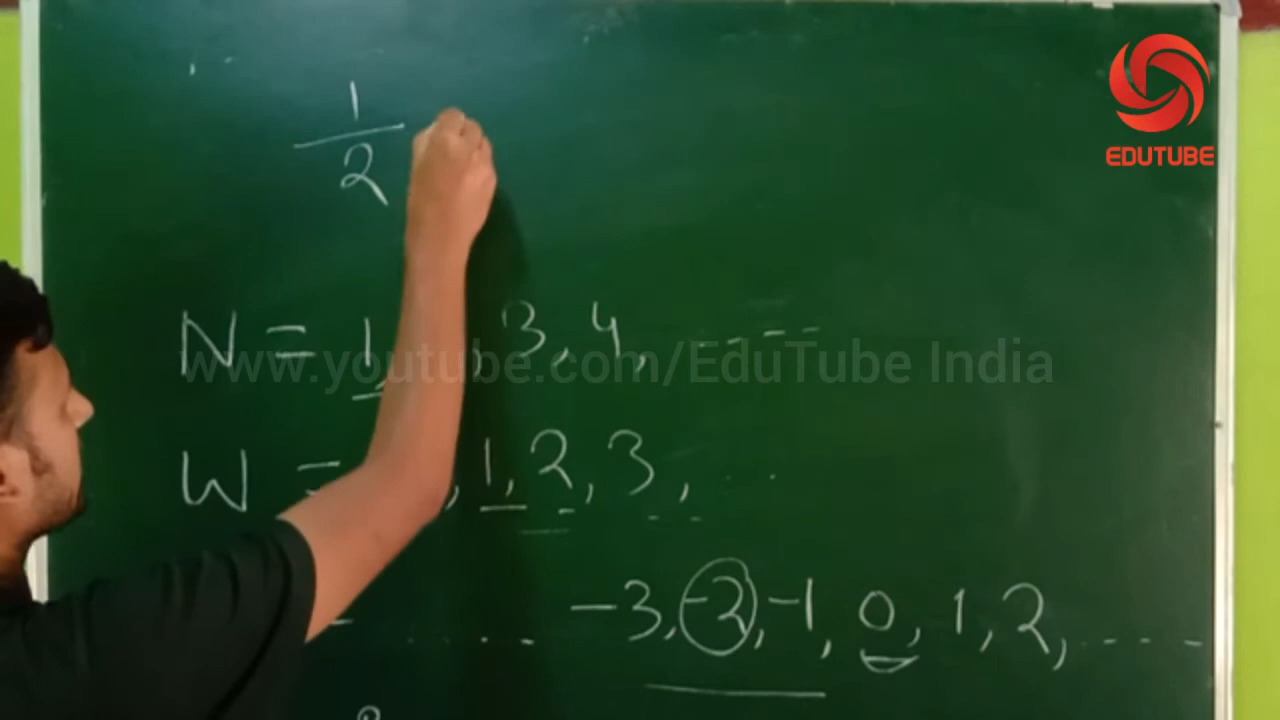 EDUTUBE
1
2
N = 1, , 3, 4, - - - -
www.youtube.com/EduTube India
W = , 1, 2, 3, ...
..... -3, -2, -1, 0, 1, 2, .....